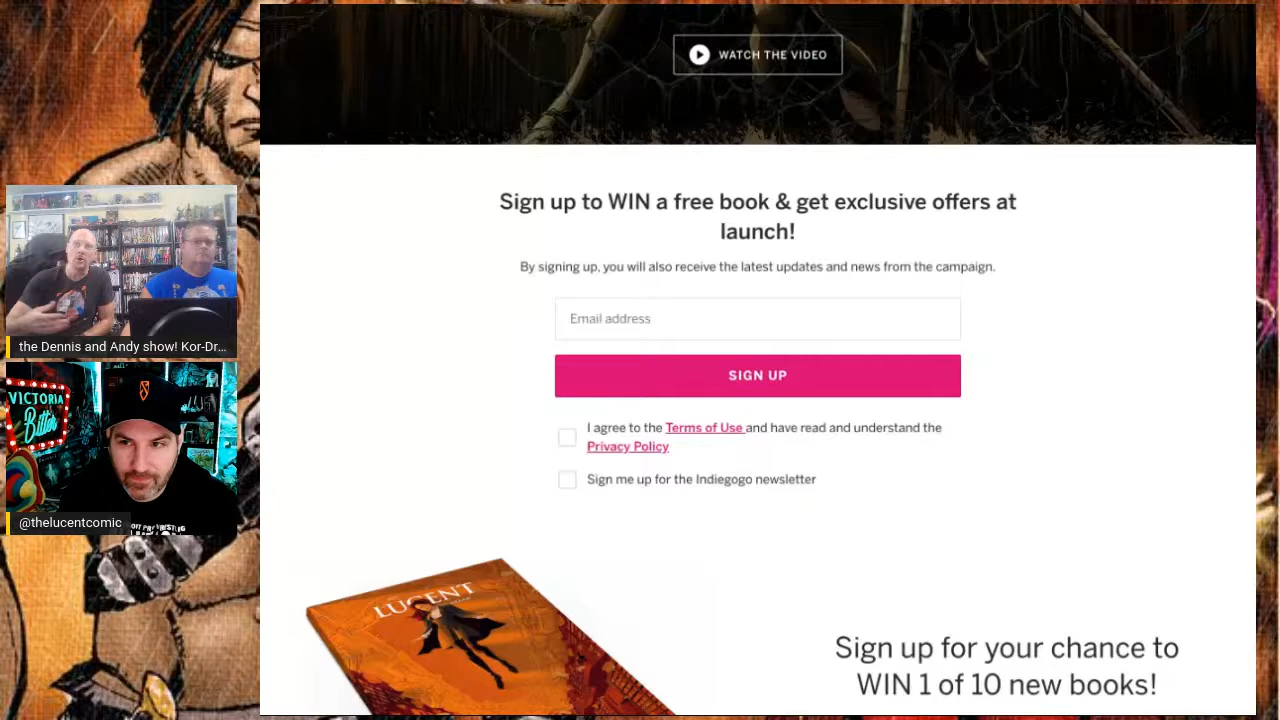 WATCH THE VIDEO
Sign up to WIN a free book & get exclusive offers at
launch!
By signing up, you will also receive the latest updates and news from the campaign.
Email address
SIGN UP
I agree to the Terms of Use and have read and understand the
Privacy Policy
Sign me up for the Indiegogo newsletter
LUCENT
Sign up for your chance to
WIN 1 of 10 new books!
the Dennis and Andy show! Kor-Dr...
VICTORIA
Bitter
@thelucentcomic